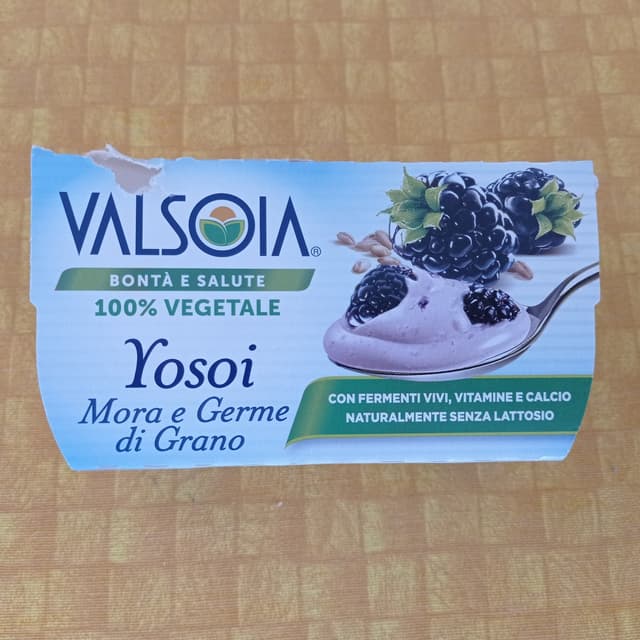 VALSOIA®
BONTÀ E SALUTE
100% VEGETALE
Yosoi
Mora e Germe
di Grano
CON FERMENTI VIVI, VITAMINE E CALCIO
NATURALMENTE SENZA LATTOSIO